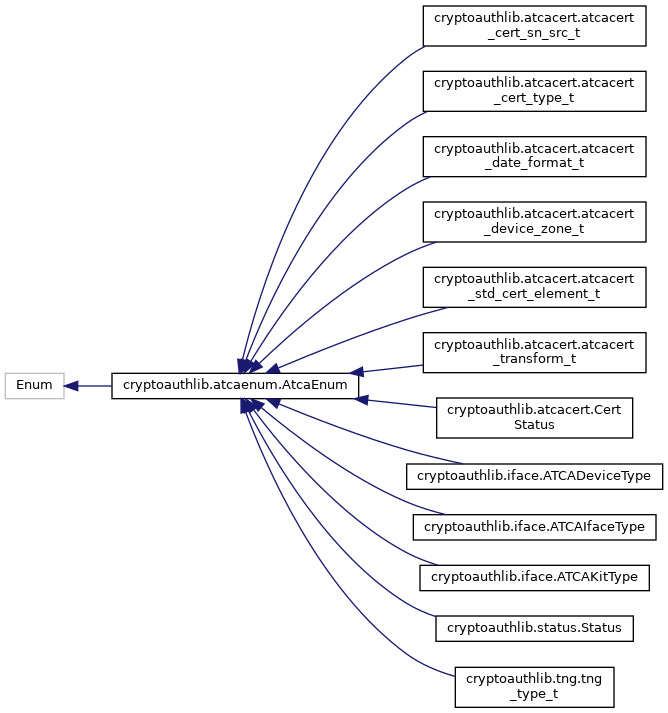 cryptoauthlib.atcacert.atcacert
_cert_sn_src_t
cryptoauthlib.atcacert.atcacert
_cert_type_t
cryptoauthlib.atcacert.atcacert
_date_format_t
cryptoauthlib.atcacert.atcacert
_device_zone_t
cryptoauthlib.atcacert.atcacert
_std_cert_element_t
cryptoauthlib.atcacert.atcacert
_transform_t
Enum
cryptoauthlib.atcaenum.AtcaEnum
cryptoauthlib.atcacert.Cert
Status
cryptoauthlib.iface.ATCADeviceType
cryptoauthlib.iface.ATCAIfaceType
cryptoauthlib.iface.ATCAKitType
cryptoauthlib.status.Status
cryptoauthlib.tng.tng
_type_t